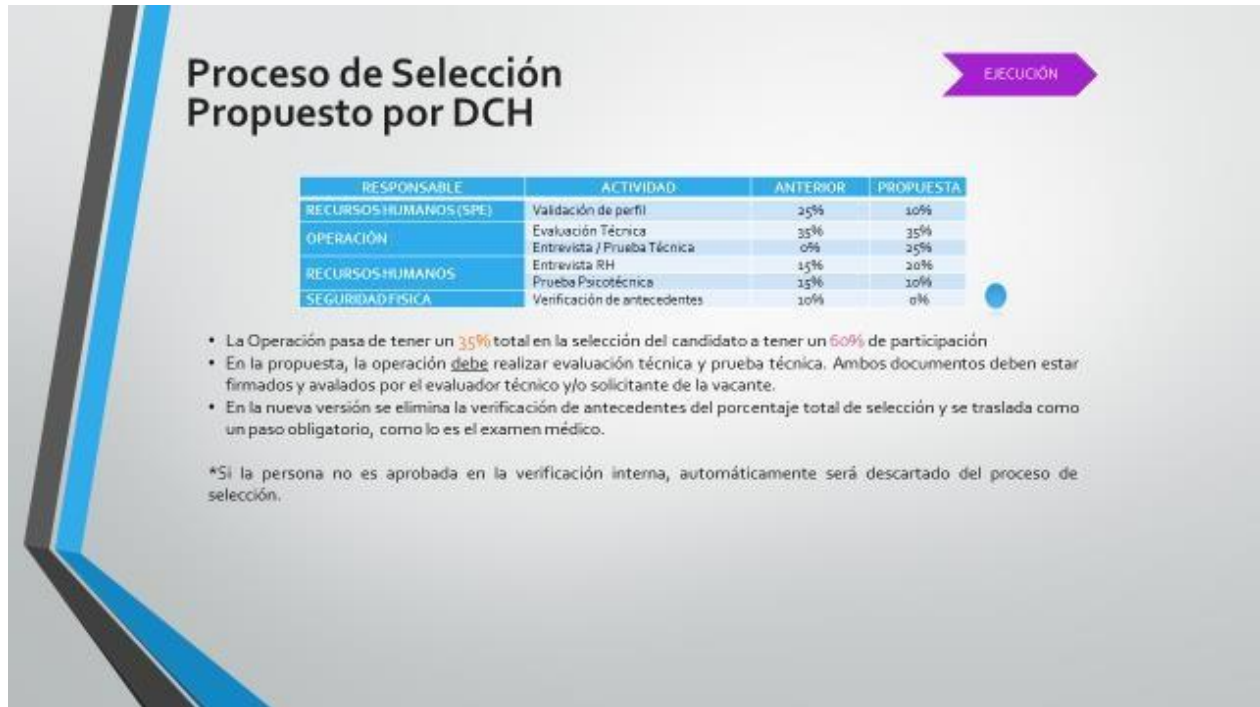 Proceso de Selección
Propuesto por DCH
EJECUCIÓN
RESPONSABLE ACTIVIDAD ANTERIOR PROPUESTA
RECURSOS HUMANOS (SPE) Validación de perfil 25% 10%
OPERACIÓN Evaluación Técnica 35% 35%
Entrevista / Prueba Técnica 0% 25%
RECURSOS HUMANOS Entrevista RH 15% 20%
Prueba Psicotécnica 15% 10%
SEGURIDAD FISICA Verificación de antecedentes 10% 0%
• La Operación pasa de tener un 35% total en la selección del candidato a tener un 60% de participación
• En la propuesta, la operación debe realizar evaluación técnica y prueba técnica. Ambos documentos deben estar
firmados y avalados por el evaluador técnico y/o solicitante de la vacante.
• En la nueva versión se elimina la verificación de antecedentes del porcentaje total de selección y se traslada como
un paso obligatorio, como lo es el examen médico.
*Si la persona no es aprobada en la verificación interna, automáticamente será descartado del proceso de
selección.